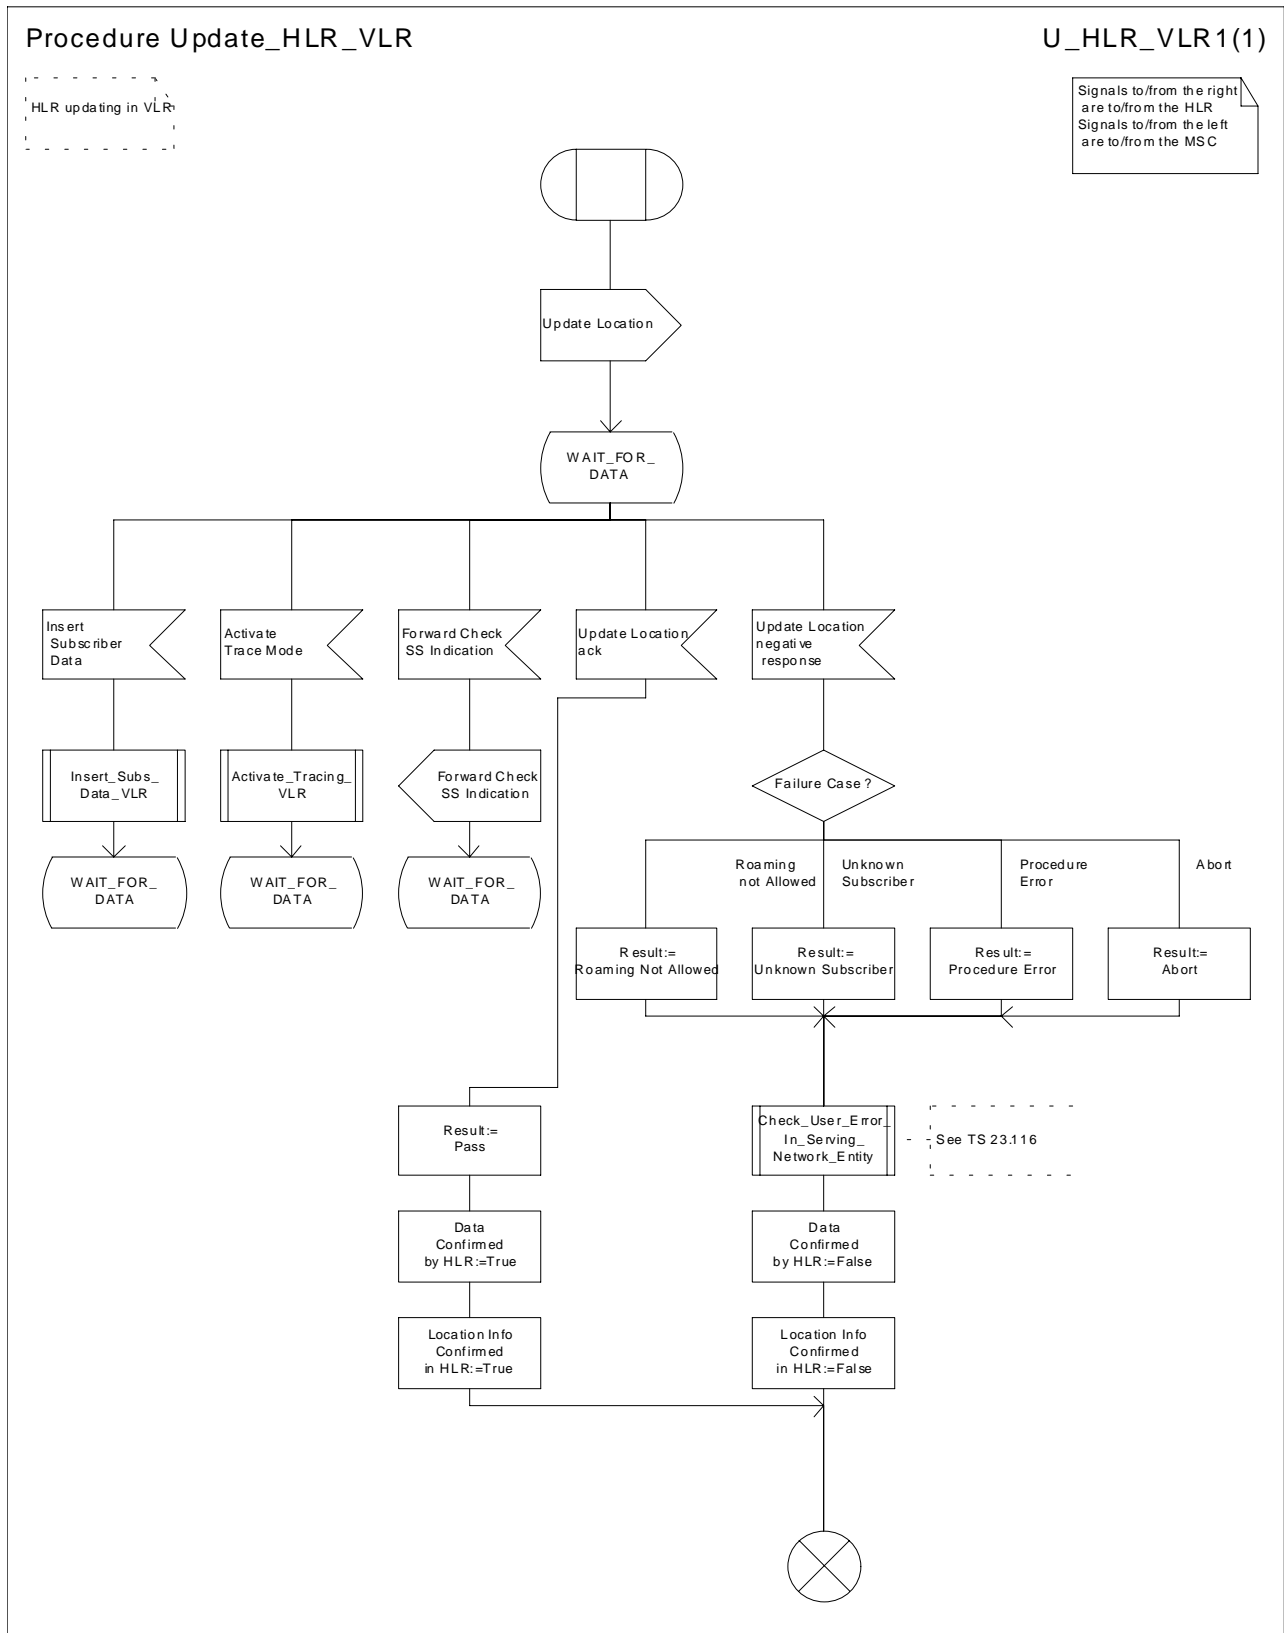 Procedure Update_HLR_VLR
U_HLR_VLR1(1)
HLR updating in VLR
Signals to/from the right
are to/from the HLR
Signals to/from the left
are to/from the MSC
Update Location
WAIT_FOR_
DATA
Insert
Subscriber
Data
Activate
Trace Mode
Forward Check
SS Indication
Update Location
ack
Update Location
negative
response
Insert_Subs_
Data_VLR
Activate_Tracing_
VLR
Forward Check
SS Indication
Failure Case ?
WAIT_FOR_
DATA
WAIT_FOR_
DATA
WAIT_FOR_
DATA
Roaming
not Allowed
Unknown
Subscriber
Procedure
Error
Abort
Result:=
Roaming Not Allowed
Result:=
Unknown Subscriber
Result:=
Procedure Error
Result:=
Abort
Result:=
Pass
Check_User_Error_
In_Serving_
Network_Entity
See TS 23.116
Data
Confirmed
by HLR:=True
Data
Confirmed
by HLR:=False
Location Info
Confirmed
in HLR:=True
Location Info
Confirmed
in HLR:=False